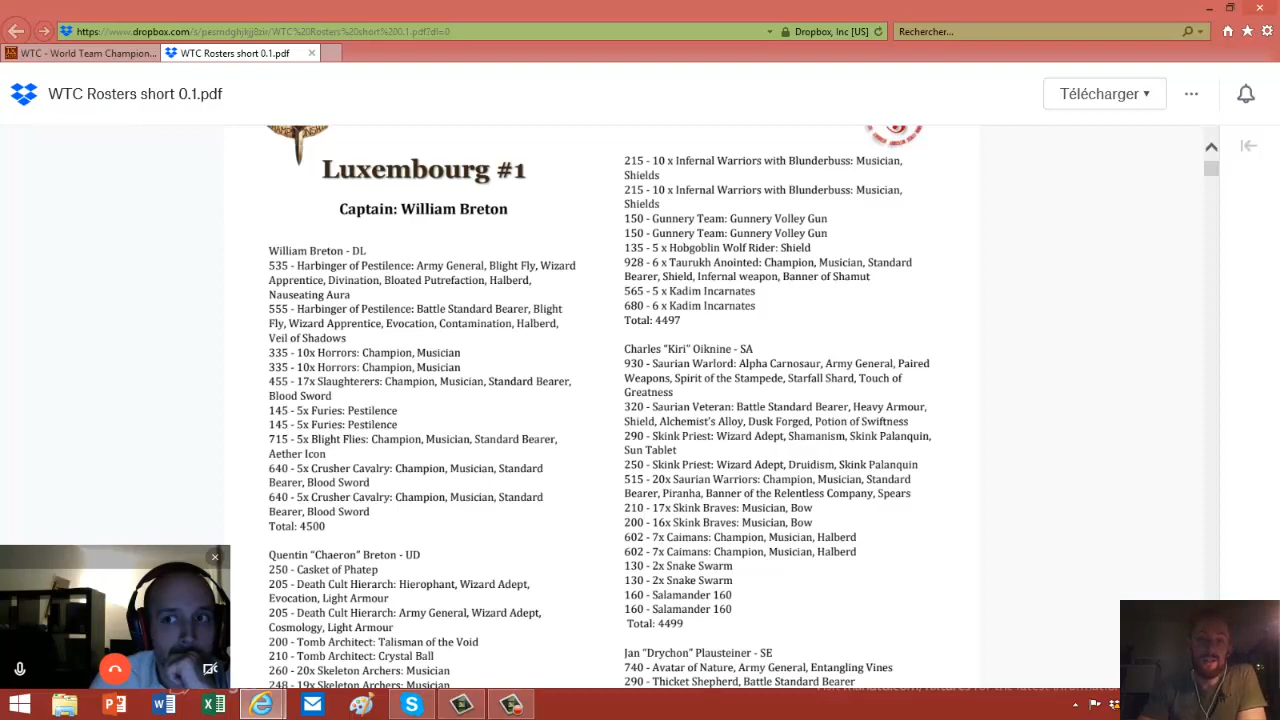 https://www.dropbox.com/s/pesrndghjkjj8zir/WTC%20Rosters%20short%200.1.pdf?dl=0
Dropbox, Inc [US]
Rechercher...
WTC - World Team Champion...
WTC Rosters short 0.1.pdf
WTC Rosters short 0.1.pdf
Télécharger
Luxembourg #1
Captain: William Breton
William Breton - DL
535 - Harbinger of Pestilence: Army General, Blight Fly, Wizard
Apprentice, Divination, Bloated Putrefaction, Halberd,
Nauseating Aura
555 - Harbinger of Pestilence: Battle Standard Bearer, Blight
Fly, Wizard Apprentice, Evocation, Contamination, Halberd,
Veil of Shadows
335 - 10x Horrors: Champion, Musician
335 - 10x Horrors: Champion, Musician
455 - 17x Slaughterers: Champion, Musician, Standard Bearer,
Blood Sword
145 - 5x Furies: Pestilence
145 - 5x Furies: Pestilence
715 - 5x Blight Flies: Champion, Musician, Standard Bearer,
Aether Icon
640 - 5x Crusher Cavalry: Champion, Musician, Standard
Bearer, Blood Sword
640 - 5x Crusher Cavalry: Champion, Musician, Standard
Bearer, Blood Sword
Total: 4500
Quentin “Chaeron” Breton - UD
250 - Casket of Phatep
205 - Death Cult Hierarch: Hierophant, Wizard Adept,
Evocation, Light Armour
205 - Death Cult Hierarch: Army General, Wizard Adept,
Cosmology, Light Armour
200 - Tomb Architect: Talisman of the Void
210 - Tomb Architect: Crystal Ball
260 - 20x Skeleton Archers: Musician
248 - 19x Skeleton Archers: Musician
215 - 10 x Infernal Warriors with Blunderbuss: Musician,
Shields
215 - 10 x Infernal Warriors with Blunderbuss: Musician,
Shields
150 - Gunnery Team: Gunnery Volley Gun
150 - Gunnery Team: Gunnery Volley Gun
135 - 5 x Hobgoblin Wolf Rider: Shield
928 - 6 x Taurukh Anointed: Champion, Musician, Standard
Bearer, Shield, Infernal weapon, Banner of Shamut
565 - 5 x Kadim Incarnates
680 - 6 x Kadim Incarnates
Total: 4497
Charles “Kiri” Oiknine - SA
930 - Saurian Warlord: Alpha Carnosaur, Army General, Paired
Weapons, Spirit of the Stampede, Starfall Shard, Touch of
Greatness
320 - Saurian Veteran: Battle Standard Bearer, Heavy Armour,
Shield, Alchemist's Alloy, Dusk Forged, Potion of Swiftness
290 - Skink Priest: Wizard Adept, Shamanism, Skink Palanquin,
Sun Tablet
250 - Skink Priest: Wizard Adept, Druidism, Skink Palanquin
515 - 20x Saurian Warriors: Champion, Musician, Standard
Bearer, Piranha, Banner of the Relentless Company, Spears
210 - 17x Skink Braves: Musician, Bow
200 - 16x Skink Braves: Musician, Bow
602 - 7x Caimans: Champion, Musician, Halberd
602 - 7x Caimans: Champion, Musician, Halberd
130 - 2x Snake Swarm
130 - 2x Snake Swarm
160 - Salamander 160
160 - Salamander 160
Total: 4499
Jan “Drychon” Plausteiner - SE
740 - Avatar of Nature, Army General, Entangling Vines
290 - Thicket Shepherd, Battle Standard Bearer